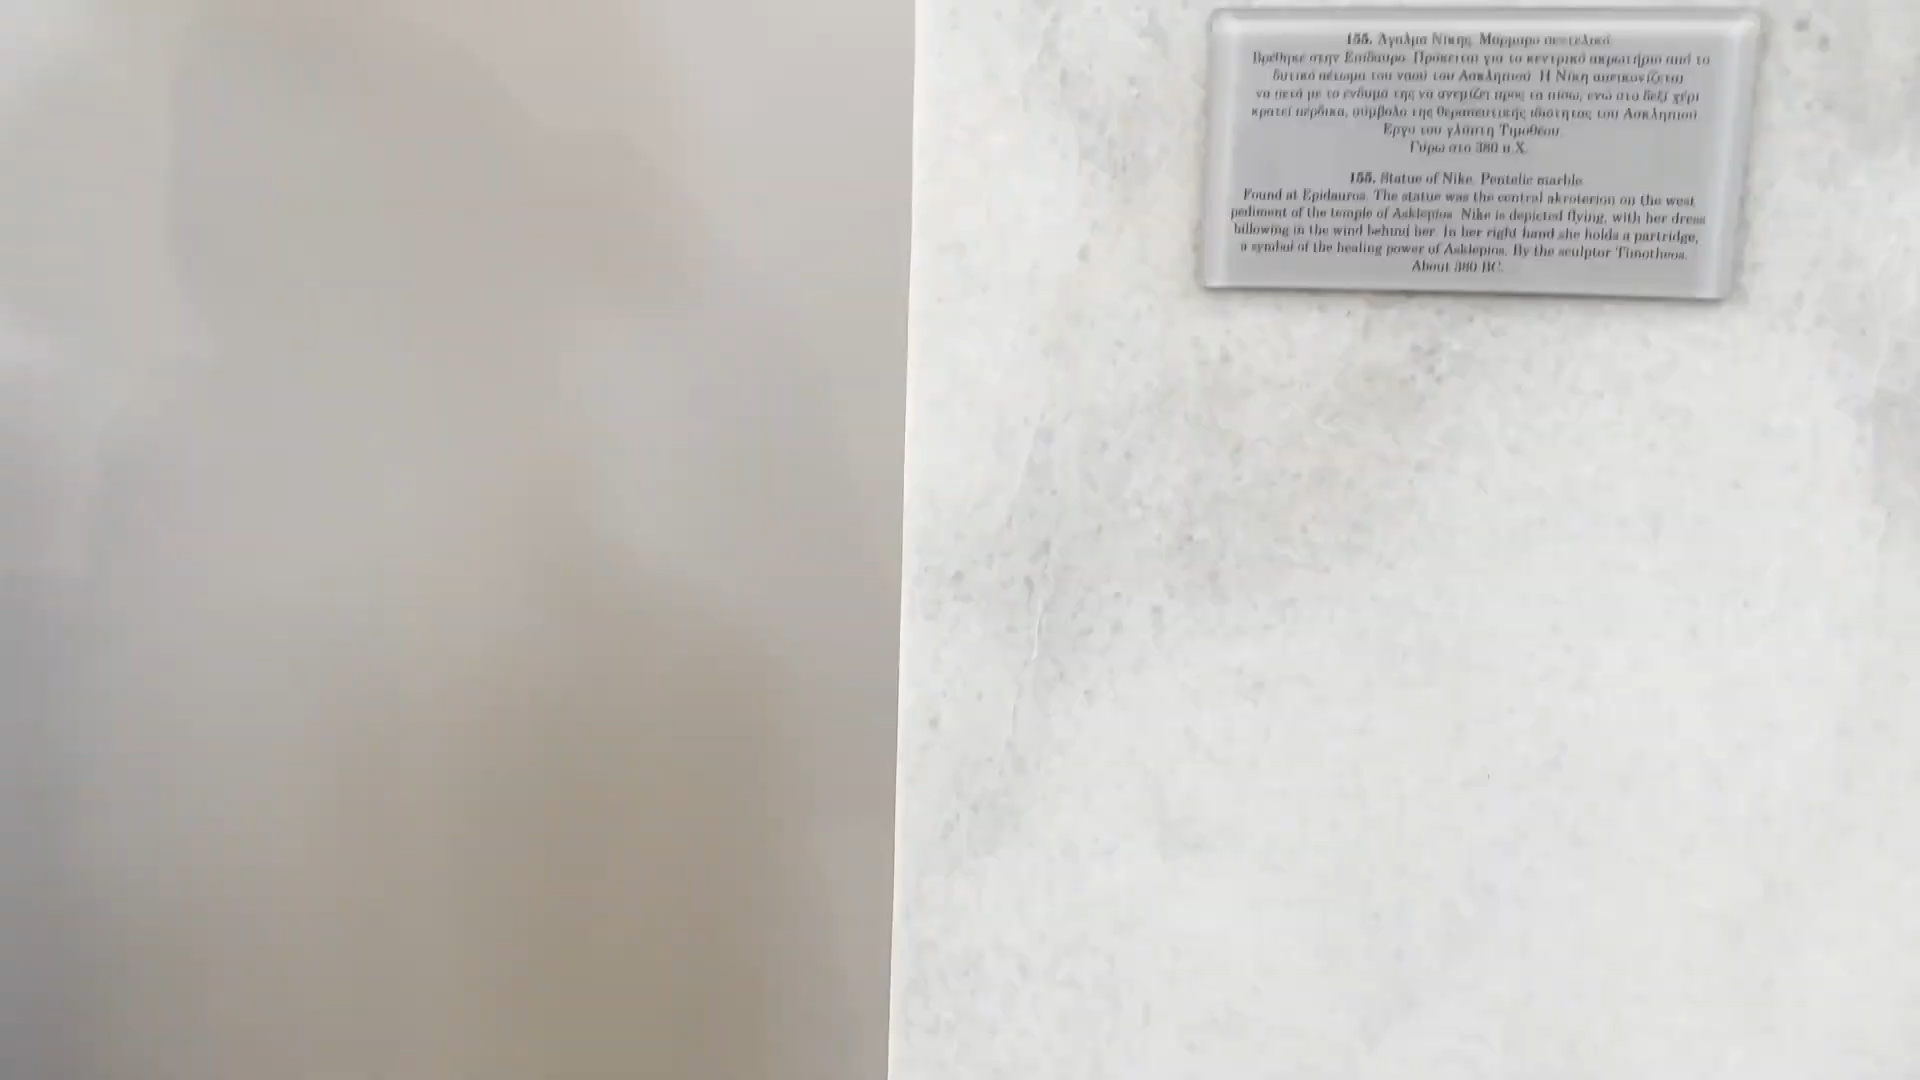 155. Άγαλμα Νίκης. Μάρμαρο πεντελικό.
Βρέθηκε στην Επίδαυρο. Πρόκειται για το κεντρικό ακρωτήριο από το
δυτικό αέτωμα του ναού του Ασκληπιού. Η Νίκη απεικονίζεται
να πετά με το ένδυμά της να ανεμίζει προς τα πίσω, ενώ στο δεξί χέρι
κρατεί πέρδικα, σύμβολο της θεραπευτικής ιδιότητας του Ασκληπιού.
Έργο του γλύπτη Τιμοθέου.
Γύρω στο 380 π.Χ.
155. Statue of Nike. Pentelic marble.
Found at Epidauros. The statue was the central akroterion on the west
pediment of the temple of Asklepios. Nike is depicted flying, with her dress
billowing in the wind behind her. In her right hand she holds a partridge,
a symbol of the healing power of Asklepios. By the sculptor Timotheos.
About 380 BC.